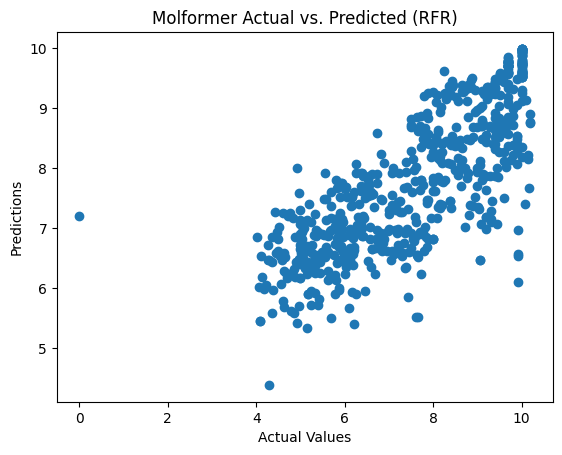 Molformer Actual vs. Predicted (RFR)
10
9
8
7
6
5
Predictions
0 2 4 6 8 10
Actual Values